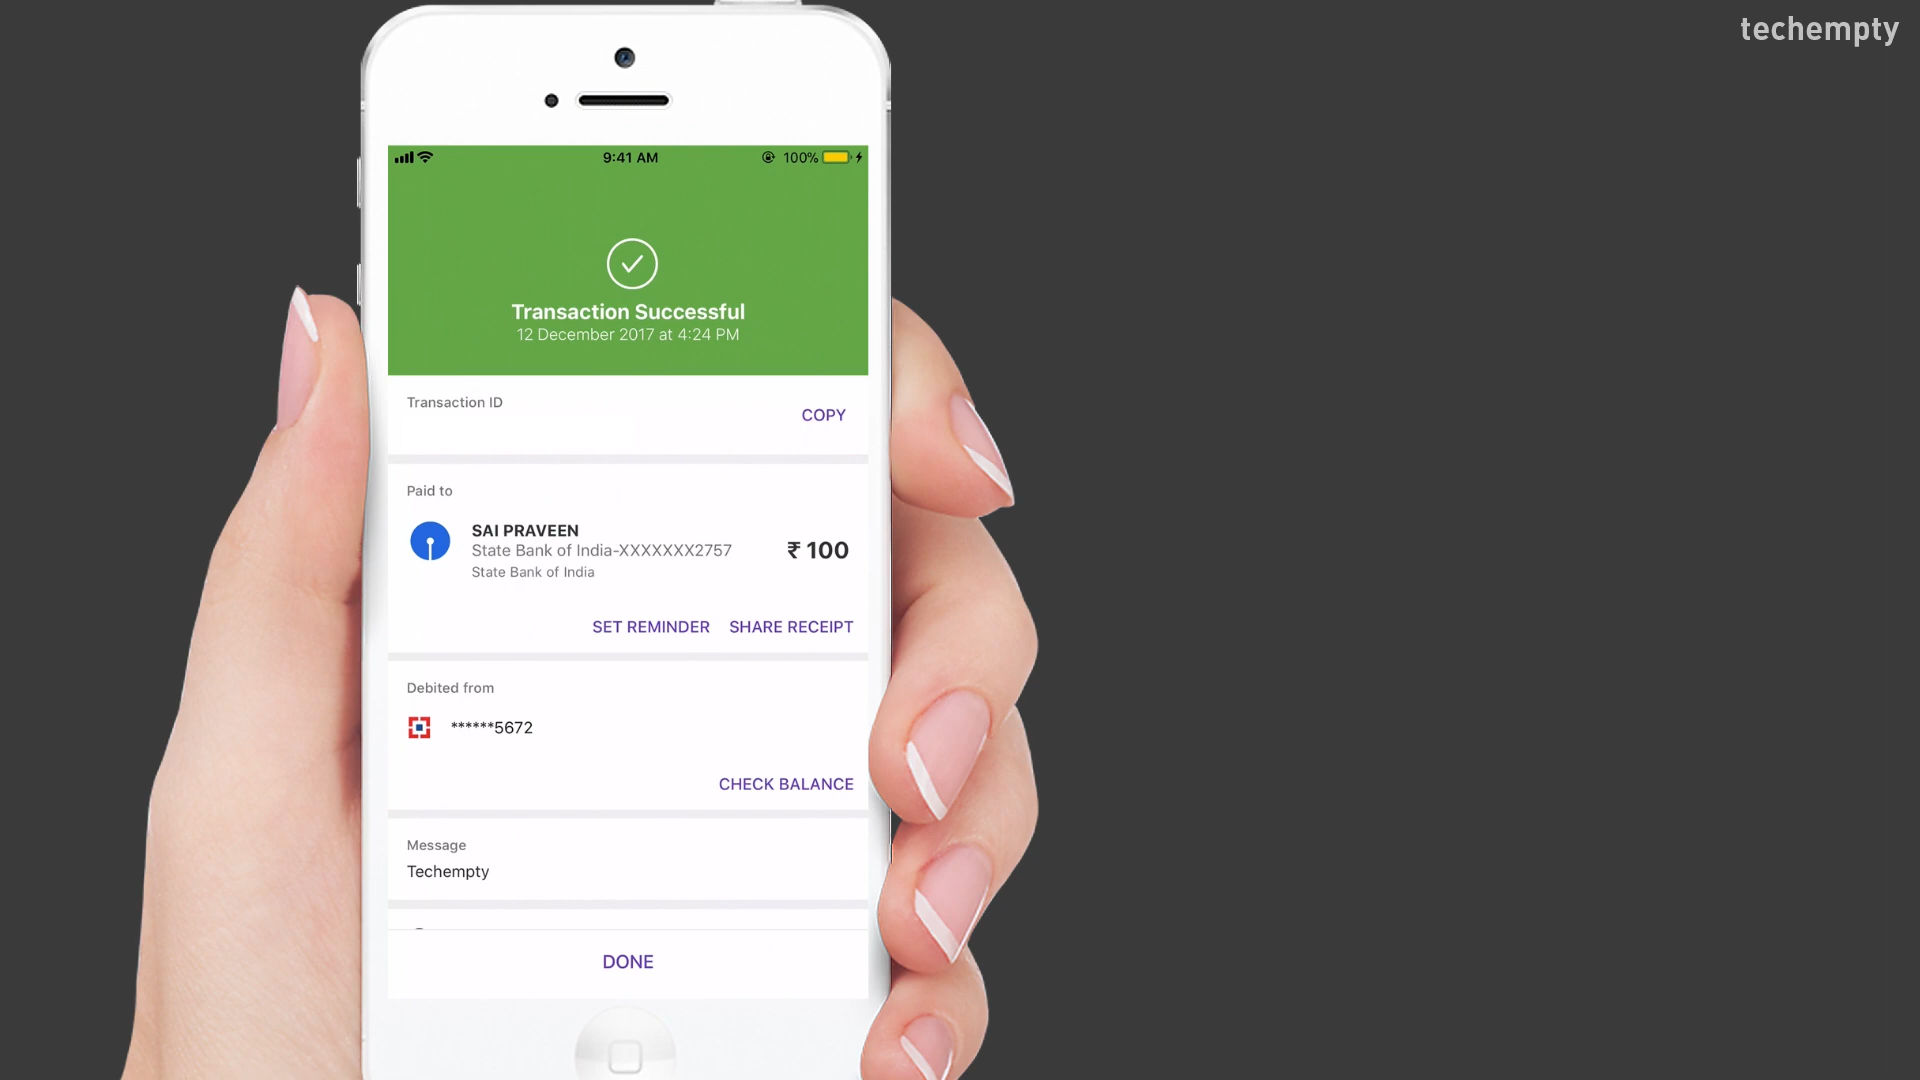 techempty
9:41 AM 100%
Transaction Successful
12 December 2017 at 4:24 PM
Transaction ID
COPY
Paid to
SAI PRAVEEN
State Bank of India-XXXXXXX2757
₹ 100
State Bank of India
SET REMINDER SHARE RECEIPT
Debited from
******5672
CHECK BALANCE
Message
Techempty
DONE